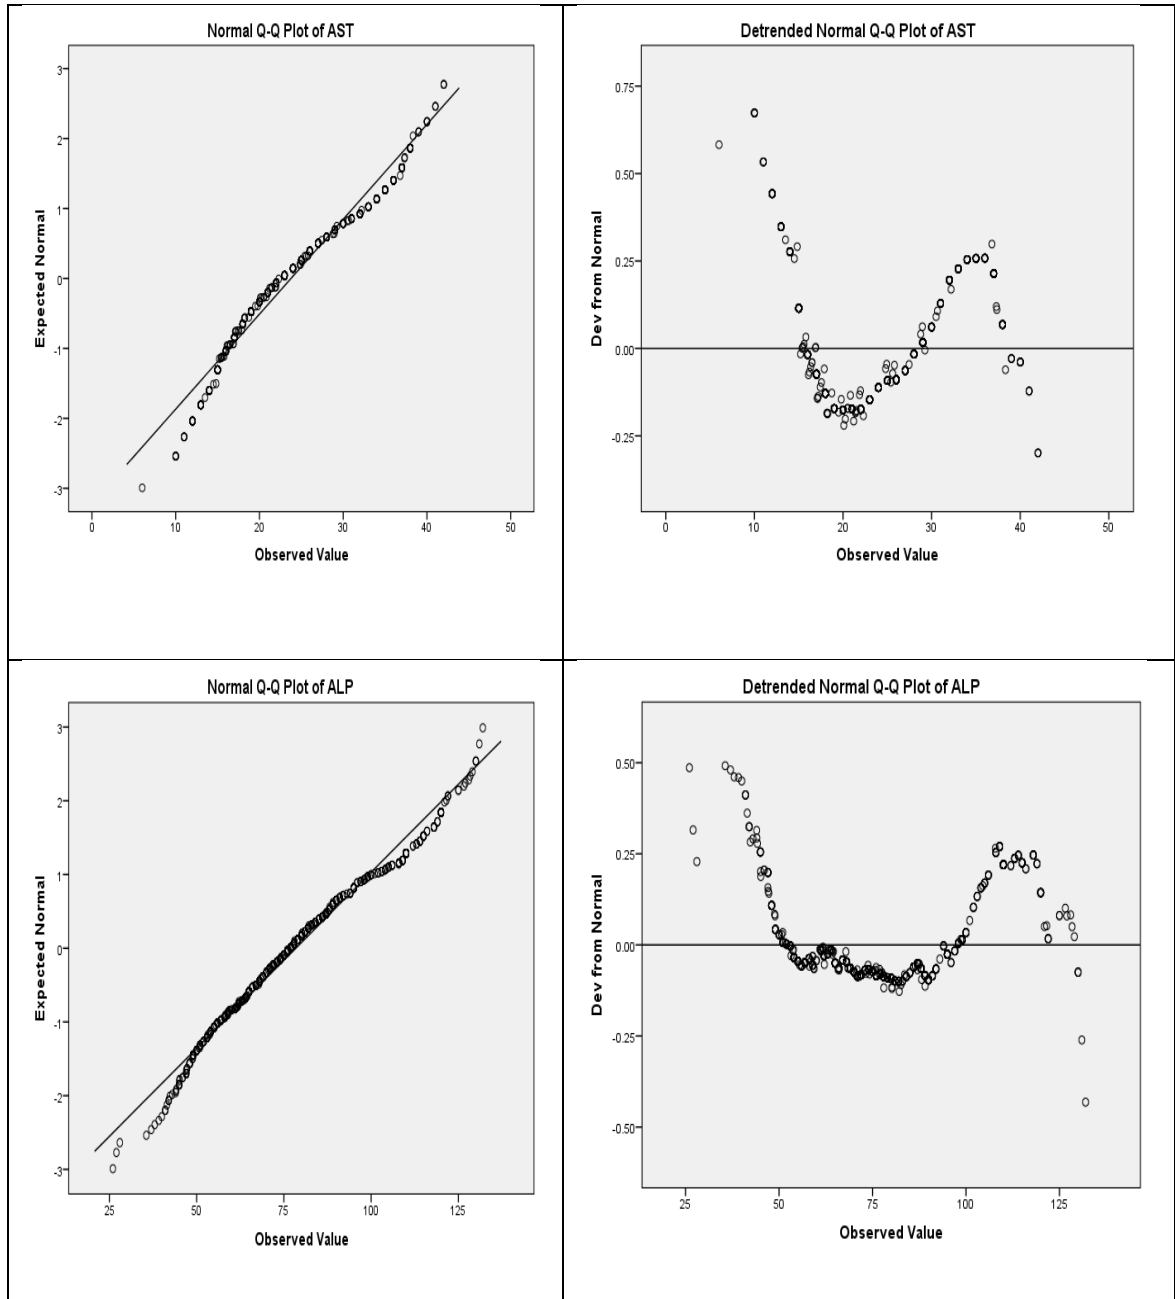 Normal Q-Q Plot of AST
Expected Normal
3
2
1
0
-1
-2
-3
0 10 20 30 40 50
Observed Value
Detrended Normal Q-Q Plot of AST
Dev from Normal
0.75
0.50
0.25
0.00
-0.25
0 10 20 30 40 50
Observed Value
Normal Q-Q Plot of ALP
Expected Normal
3
2
1
0
-1
-2
-3
25 50 75 100 125
Observed Value
Detrended Normal Q-Q Plot of ALP
Dev from Normal
0.50
0.25
0.00
-0.25
-0.50
25 50 75 100 125
Observed Value